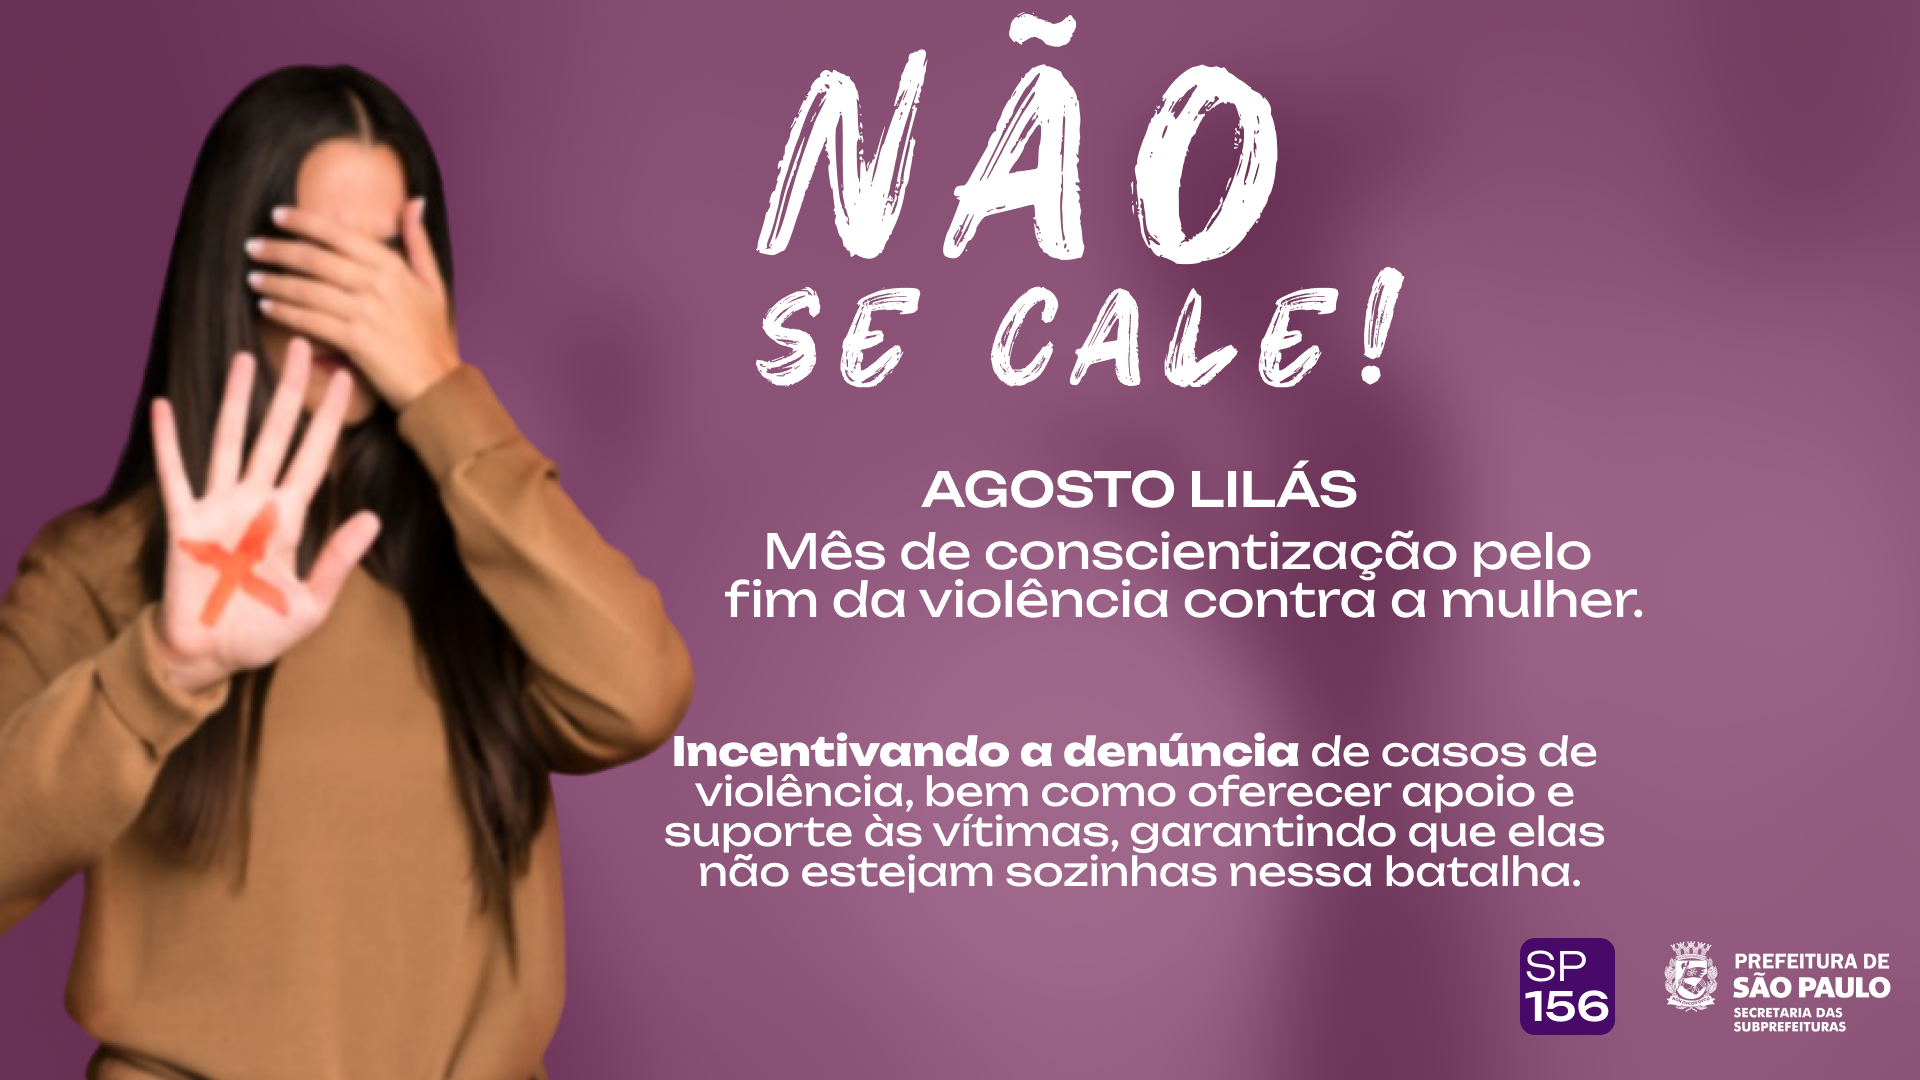 NÃO
SE CALE!
AGOSTO LILÁS
Mês de conscientização pelo
fim da violência contra a mulher.
Incentivando a denúncia de casos de
violência, bem como oferecer apoio e
suporte às vítimas, garantindo que elas
não estejam sozinhas nessa batalha.
SP
156
PREFEITURA DE
SÃO PAULO
SECRETARIA DAS
SUBPREFEITURAS